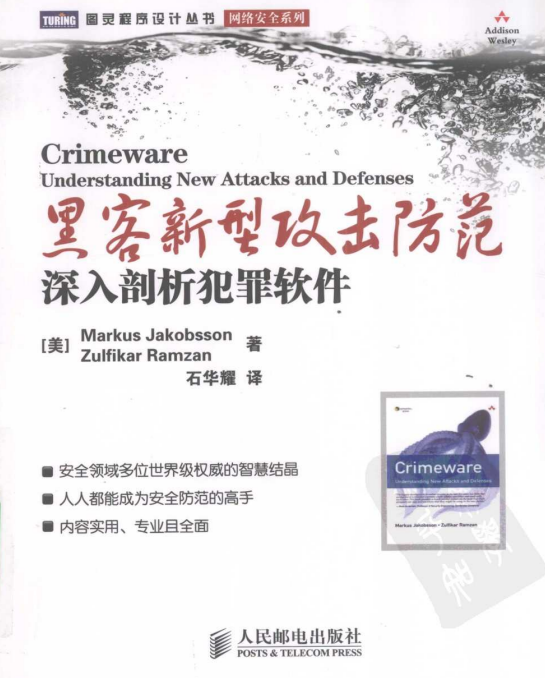 TURING 图灵程序设计丛书 网络安全系列
Addison
Wesley
Crimeware
Understanding New Attacks and Defenses
黑客新型攻击防范
深入剖析犯罪软件
[美] Markus Jakobsson
Zulfikar Ramzan 著
石华耀 译
■ 安全领域多位世界级权威的智慧结晶
■ 人人都能成为安全防范的高手
■ 内容实用、专业且全面
Crimeware
Understanding New Attacks and Defenses
Markus Jakobsson · Zulfikar Ramzan
人民邮电出版社
POSTS & TELECOM PRESS